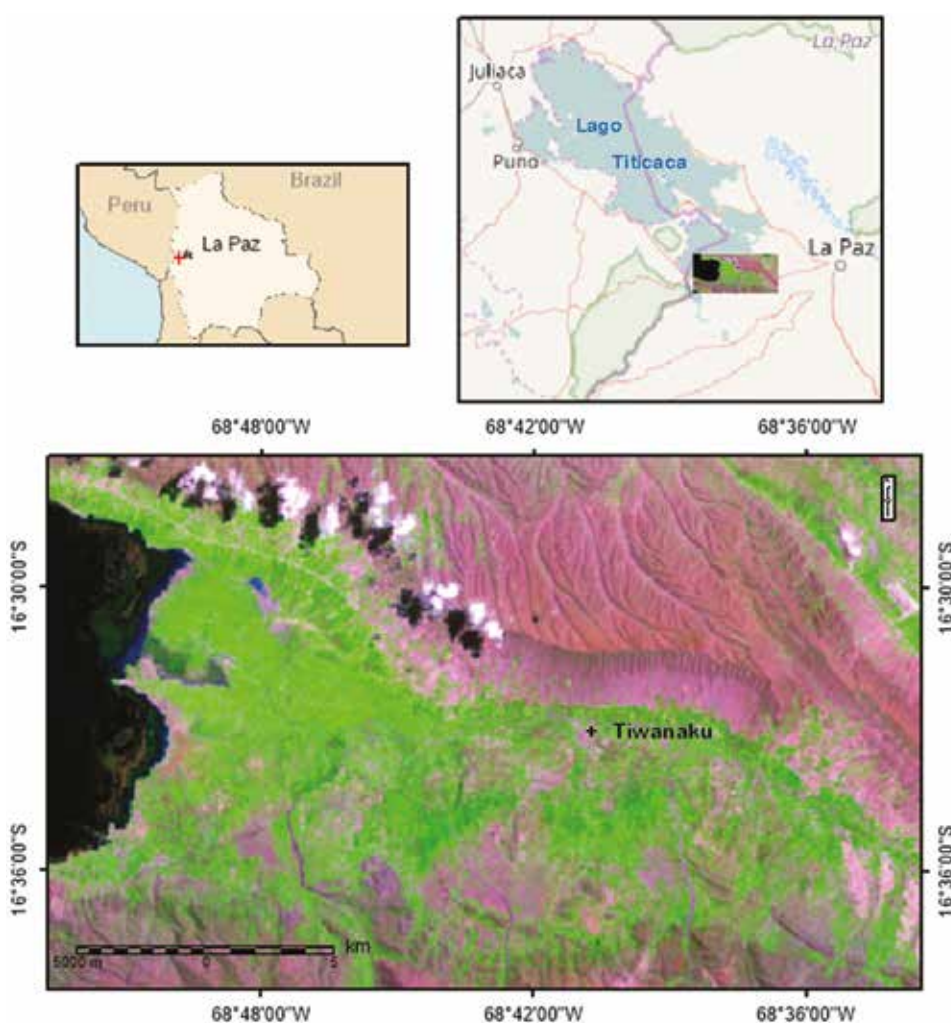 La Paz
Juliaca
Lago
Titicaca
Puno
La Paz
Brazil
Peru
La Paz
68°48'00"W
68°42'00"W
68°36'00"W
16°30'00"S
16°30'00"S
Tiwanaku
16°36'00"S
16°36'00"S
km
5000 m
0
5
68°48'00"W
68°42'00"W
68°36'00"W